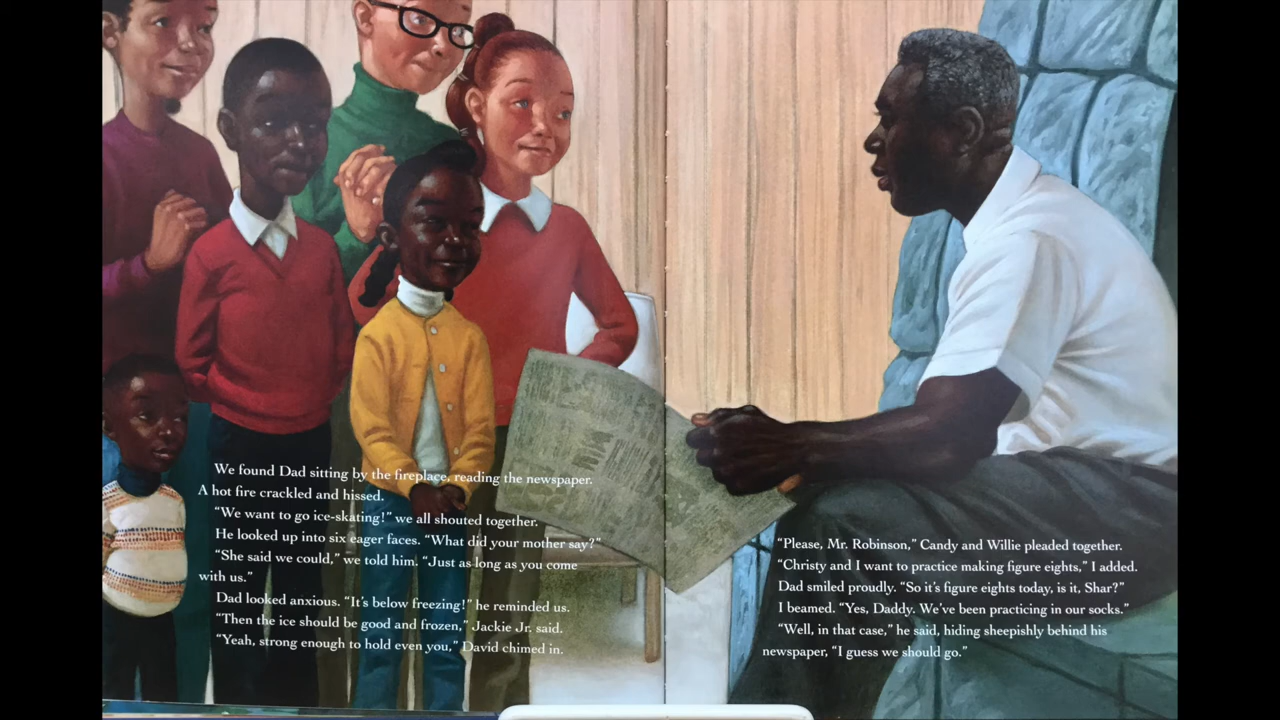 We found Dad sitting by the fireplace, reading the newspaper.
A hot fire crackled and hissed.
“We want to go ice-skating!” we all shouted together.
He looked up into six eager faces. “What did your mother say?”
“She said we could,” we told him. “Just as long as you come
with us.”
Dad looked anxious. “It’s below freezing!” he reminded us.
“Then the ice should be good and frozen,” Jackie Jr. said.
“Yeah, strong enough to hold even you,” David chimed in.
“Please, Mr. Robinson,” Candy and Willie pleaded together.
“Christy and I want to practice making figure eights,” I added.
Dad smiled proudly. “So it’s figure eights today, is it, Shar?”
I beamed. “Yes, Daddy. We’ve been practicing in our socks.”
“Well, in that case,” he said, hiding sheepishly behind his
newspaper, “I guess we should go.”